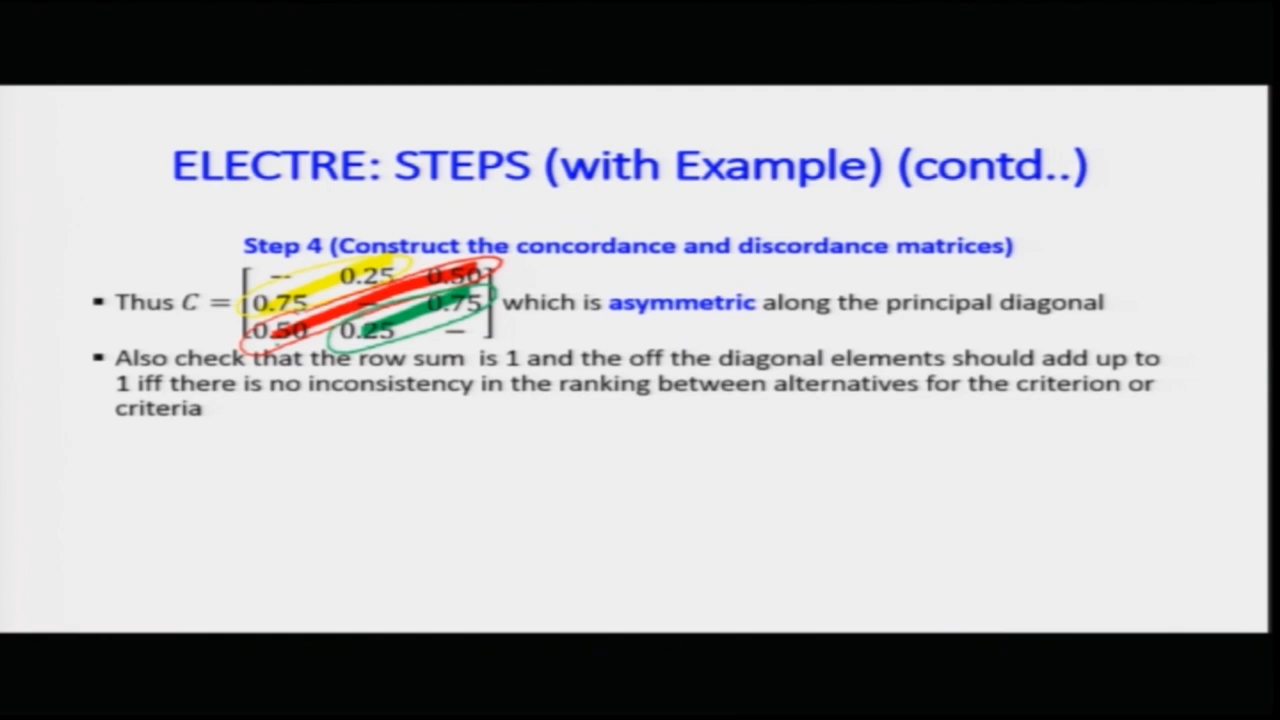 ELECTRE: STEPS (with Example) (contd..)
Step 4 (Construct the concordance and discordance matrices)
-- 0.25 0.50
▪ Thus C = 0.75 — 0.75 which is asymmetric along the principal diagonal
0.50 0.25 —
▪ Also check that the row sum is 1 and the off the diagonal elements should add up to
1 iff there is no inconsistency in the ranking between alternatives for the criterion or
criteria